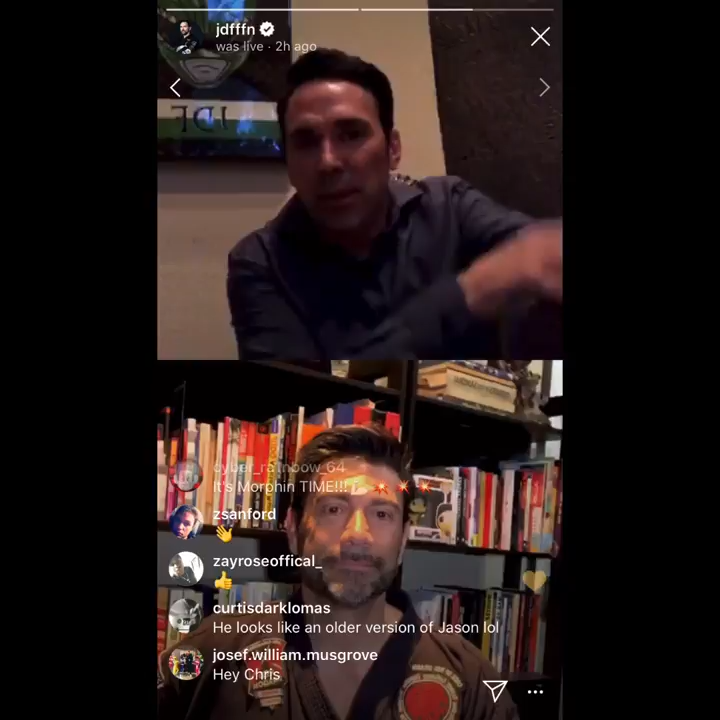 jdfffn
was live · 2h ago
cyber_rainbow_64
It's Morphin TIME!!! 💥 💥 💥
zsanford
👋
zayroseoffical_
👍
curtisdarklomas
He looks like an older version of Jason lol
josef.william.musgrove
Hey Chris